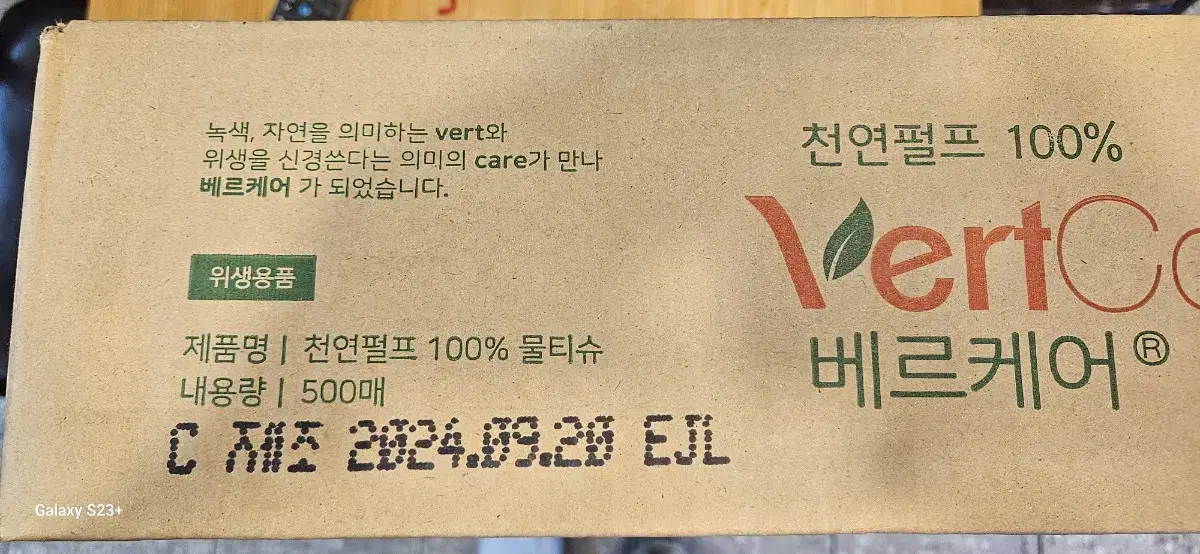 녹색, 자연을 의미하는 vert와
위생을 신경쓴다는 의미의 care가 만나
베르케어 가 되었습니다.
위생용품
제품명 | 천연펄프 100% 물티슈
내용량 | 500매
C 제조 2024.09.20 EJL
천연펄프 100%
VertC
베르케어®
Galaxy S23+